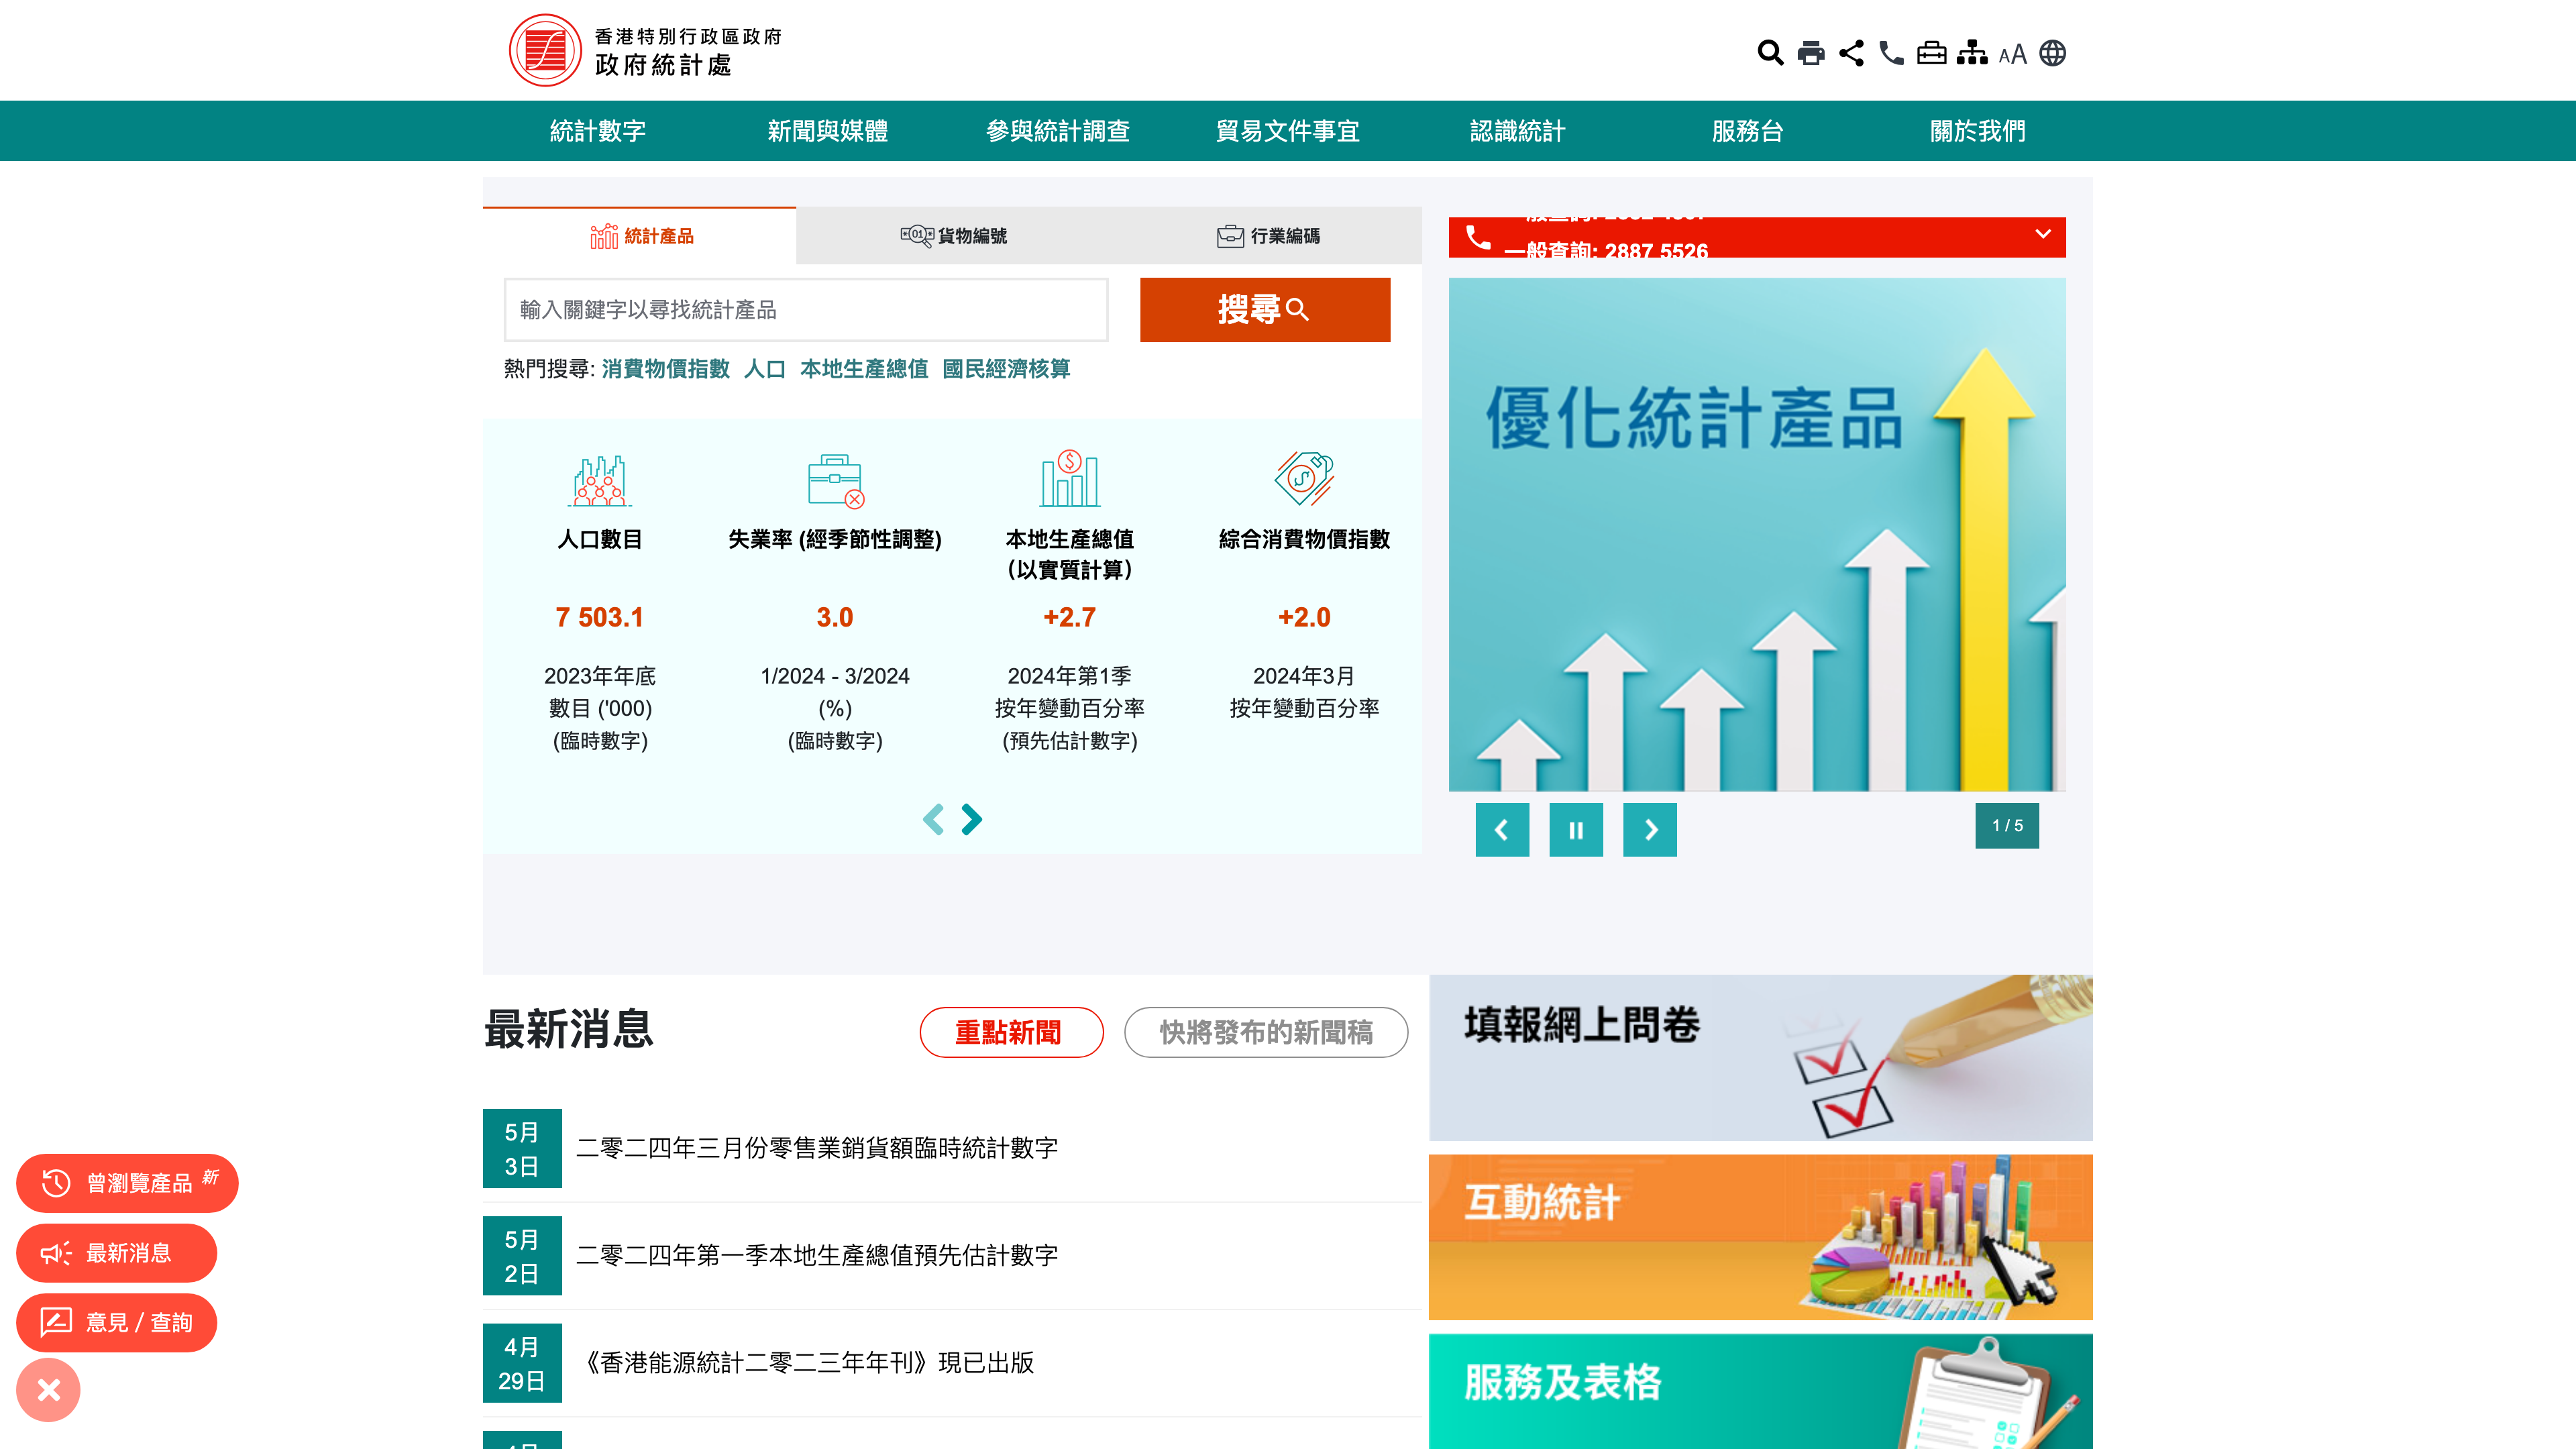 香港特別行政區政府
政府統計處
AA
統計數字
新聞與媒體
參與統計調查
貿易文件事宜
認識統計
服務台
關於我們
統計產品
貨物編號
行業編碼
輸入關鍵字以尋找統計產品
搜尋
熱門搜尋: 消費物價指數 人口 本地生產總值 國民經濟核算
人口數目
7 503.1
2023年年底
數目 ('000)
(臨時數字)
失業率 (經季節性調整)
3.0
1/2024 - 3/2024
(%)
(臨時數字)
本地生產總值
(以實質計算)
+2.7
2024年第1季
按年變動百分率
(預先估計數字)
綜合消費物價指數
+2.0
2024年3月
按年變動百分率
一般查詢: 2887 5526
優化統計產品
1 / 5
最新消息
重點新聞
快將發布的新聞稿
5月
3日
二零二四年三月份零售業銷貨額臨時統計數字
5月
2日
二零二四年第一季本地生產總值預先估計數字
4月
29日
《香港能源統計二零二三年年刊》現已出版
填報網上問卷
互動統計
服務及表格
曾瀏覽產品 新
最新消息
意見 / 查詢